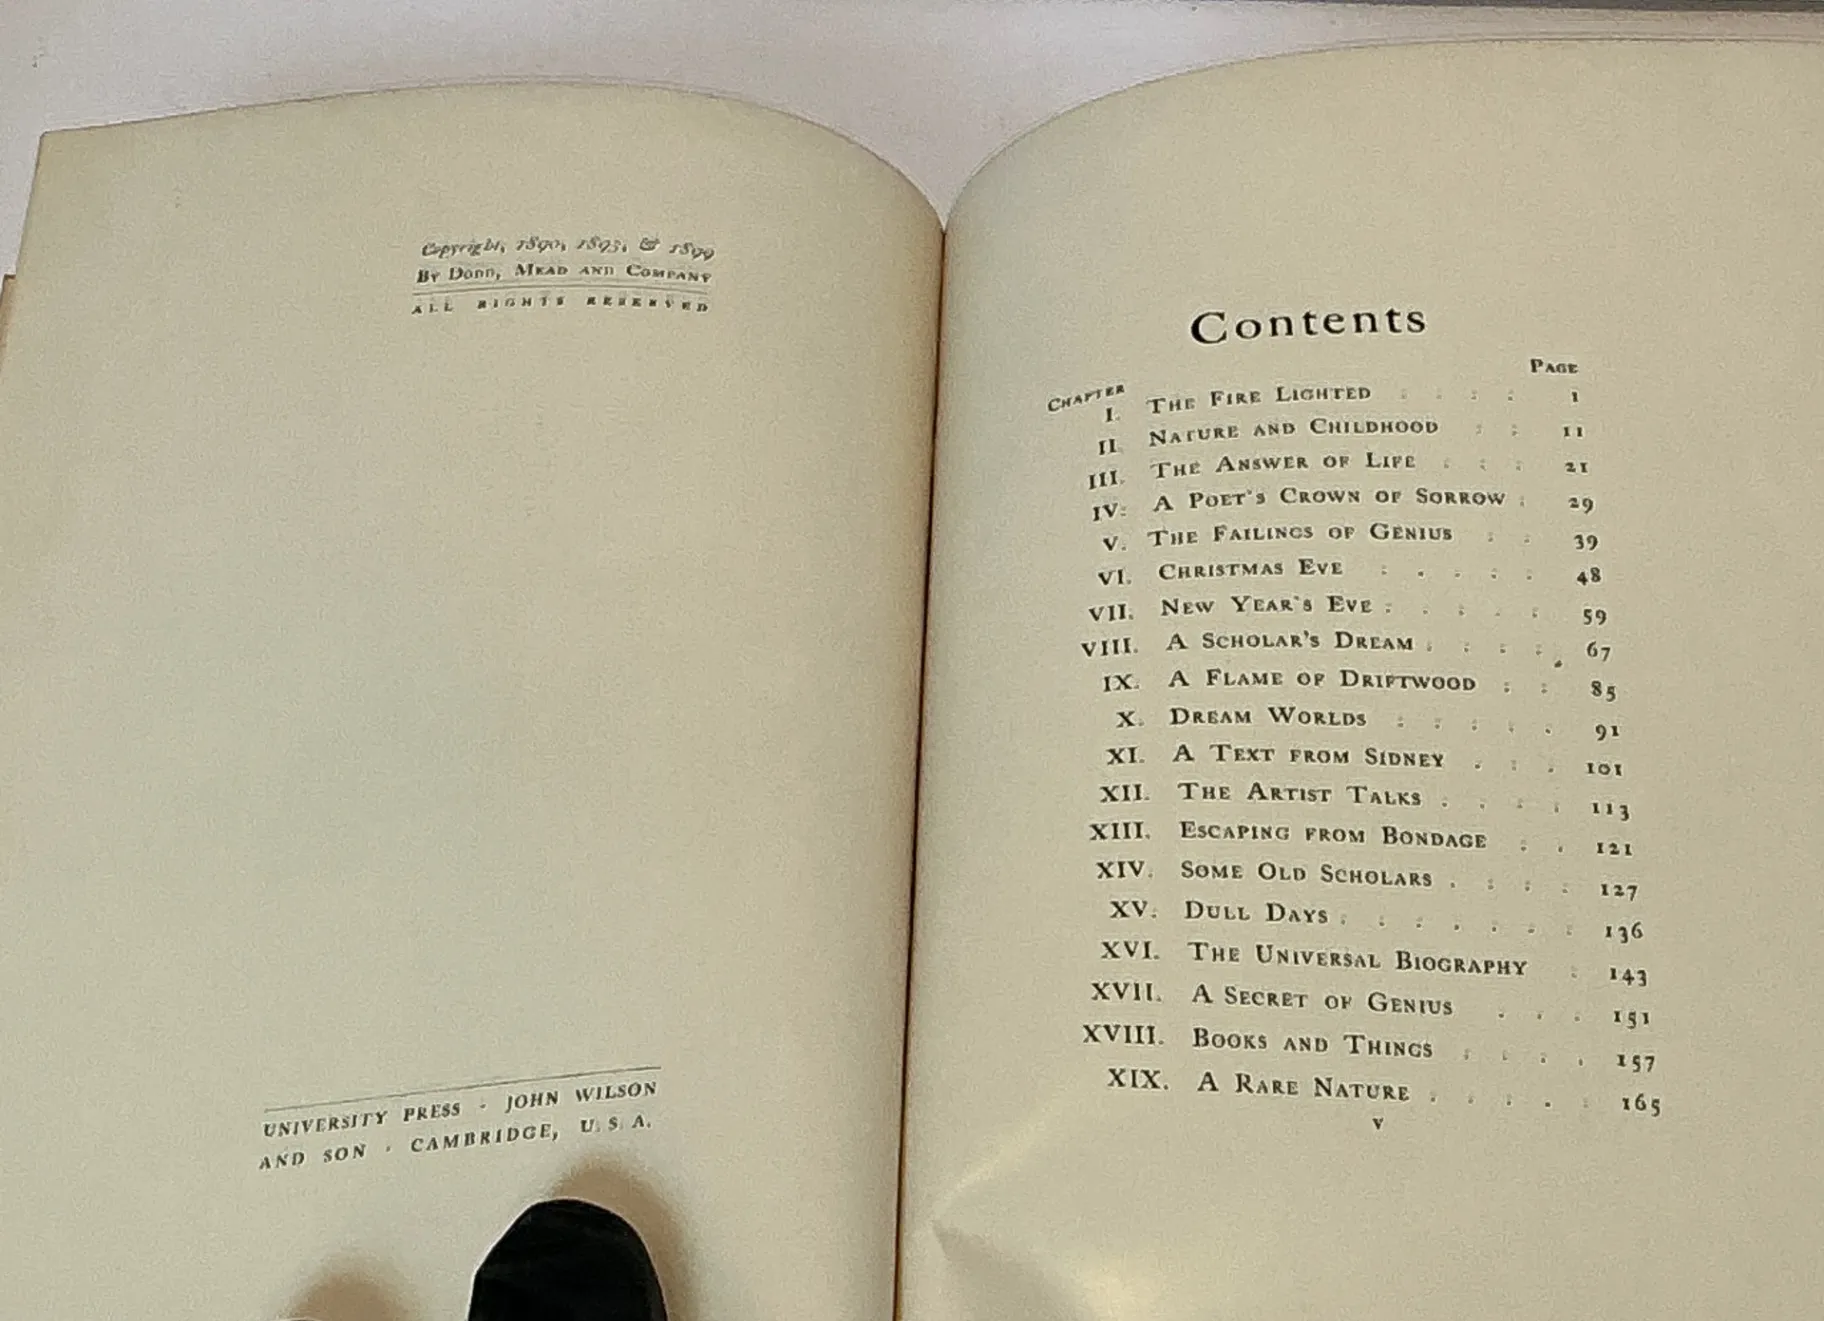 Copyright, 1890, 1893, & 1899
By Dodd, Mead and Company
ALL RIGHTS RESERVED
UNIVERSITY PRESS · JOHN WILSON
AND SON · CAMBRIDGE, U. S. A.
Contents
Chapter Page
I. The Fire Lighted . . . . 1
II. Nature and Childhood . . 11
III. The Answer of Life . . . 21
IV. A Poet's Crown of Sorrow . 29
V. The Failings of Genius . . 39
VI. Christmas Eve . . . . . 48
VII. New Year's Eve . . . . . 59
VIII. A Scholar's Dream . . . . 67
IX. A Flame of Driftwood . . 85
X. Dream Worlds . . . . . 91
XI. A Text from Sidney . . . 101
XII. The Artist Talks . . . . 113
XIII. Escaping from Bondage . . 121
XIV. Some Old Scholars . . . . 127
XV. Dull Days . . . . . . . 136
XVI. The Universal Biography . 143
XVII. A Secret of Genius . . . 151
XVIII. Books and Things . . . . 157
XIX. A Rare Nature . . . . . 165
v